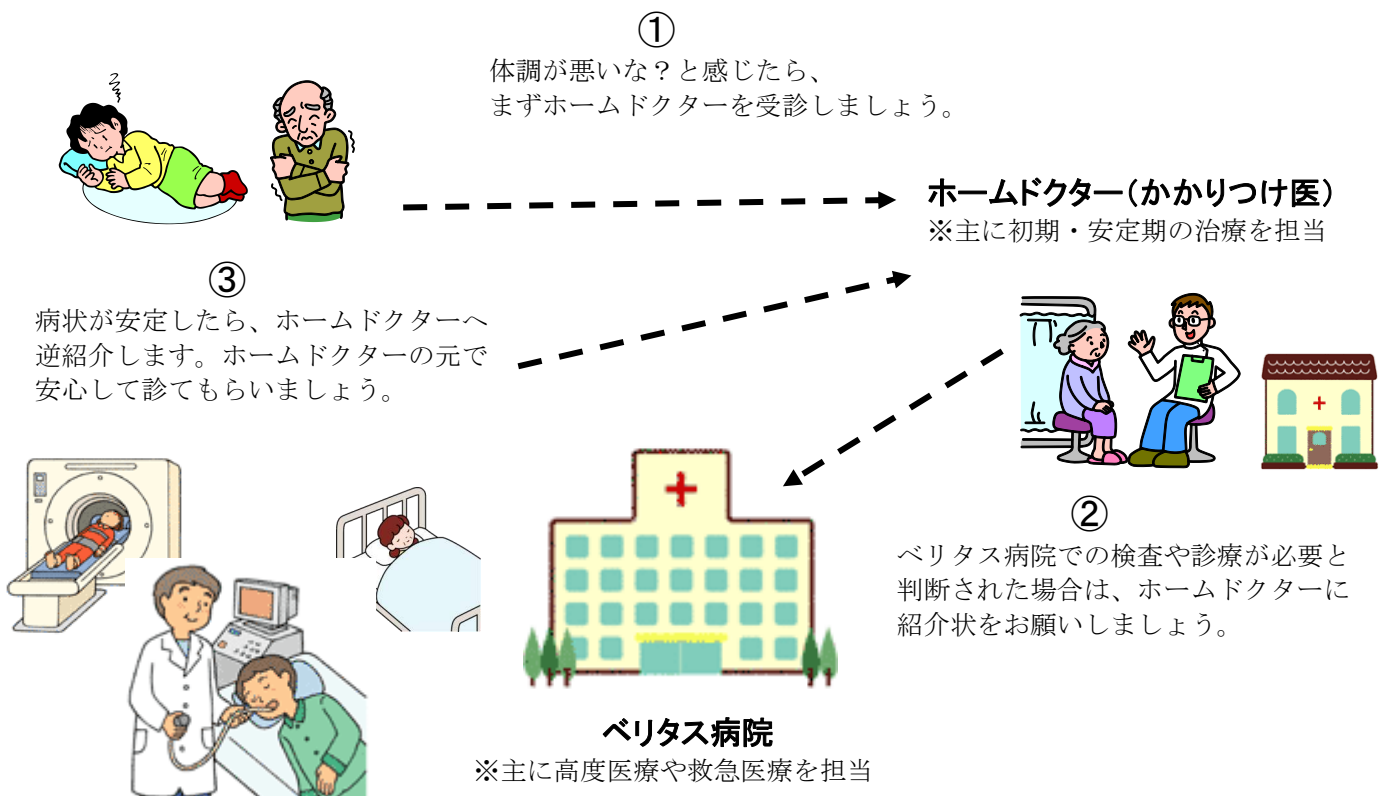 ①
体調が悪いな？と感じたら、
まずホームドクターを受診しましょう。
ホームドクター（かかりつけ医）
※主に初期・安定期の治療を担当
②
ベリタス病院での検査や診療が必要と
判断された場合は、ホームドクターに
紹介状をお願いしましょう。
③
病状が安定したら、ホームドクターへ
逆紹介します。ホームドクターの元で
安心して診てもらいましょう。
ベリタス病院
※主に高度医療や救急医療を担当